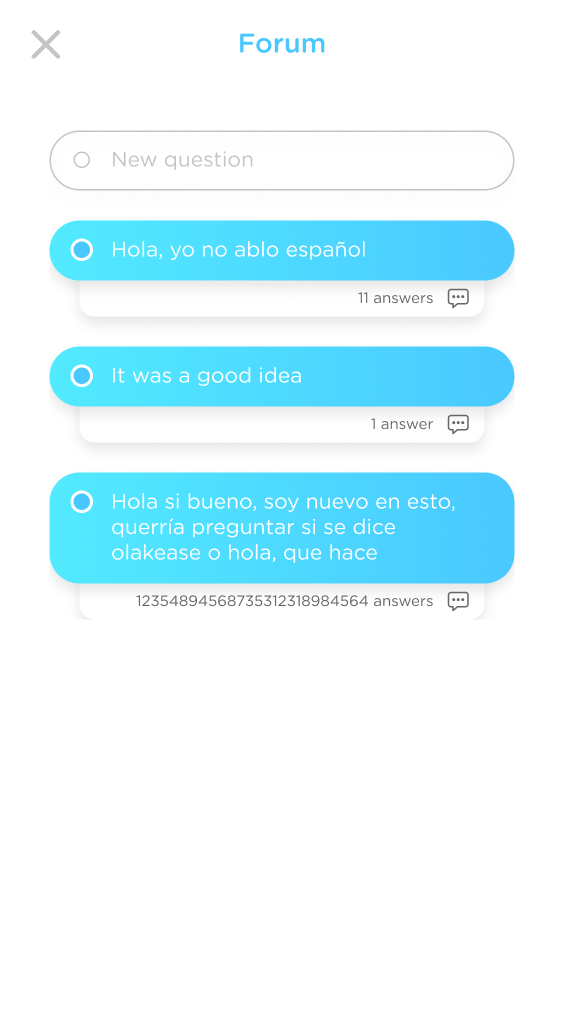 Forum
New question
Hola, yo no ablo español
11 answers
It was a good idea
1 answer
Hola si bueno, soy nuevo en esto,
querría preguntar si se dice
olakease o hola, que hace
12354894568735312318984564 answers